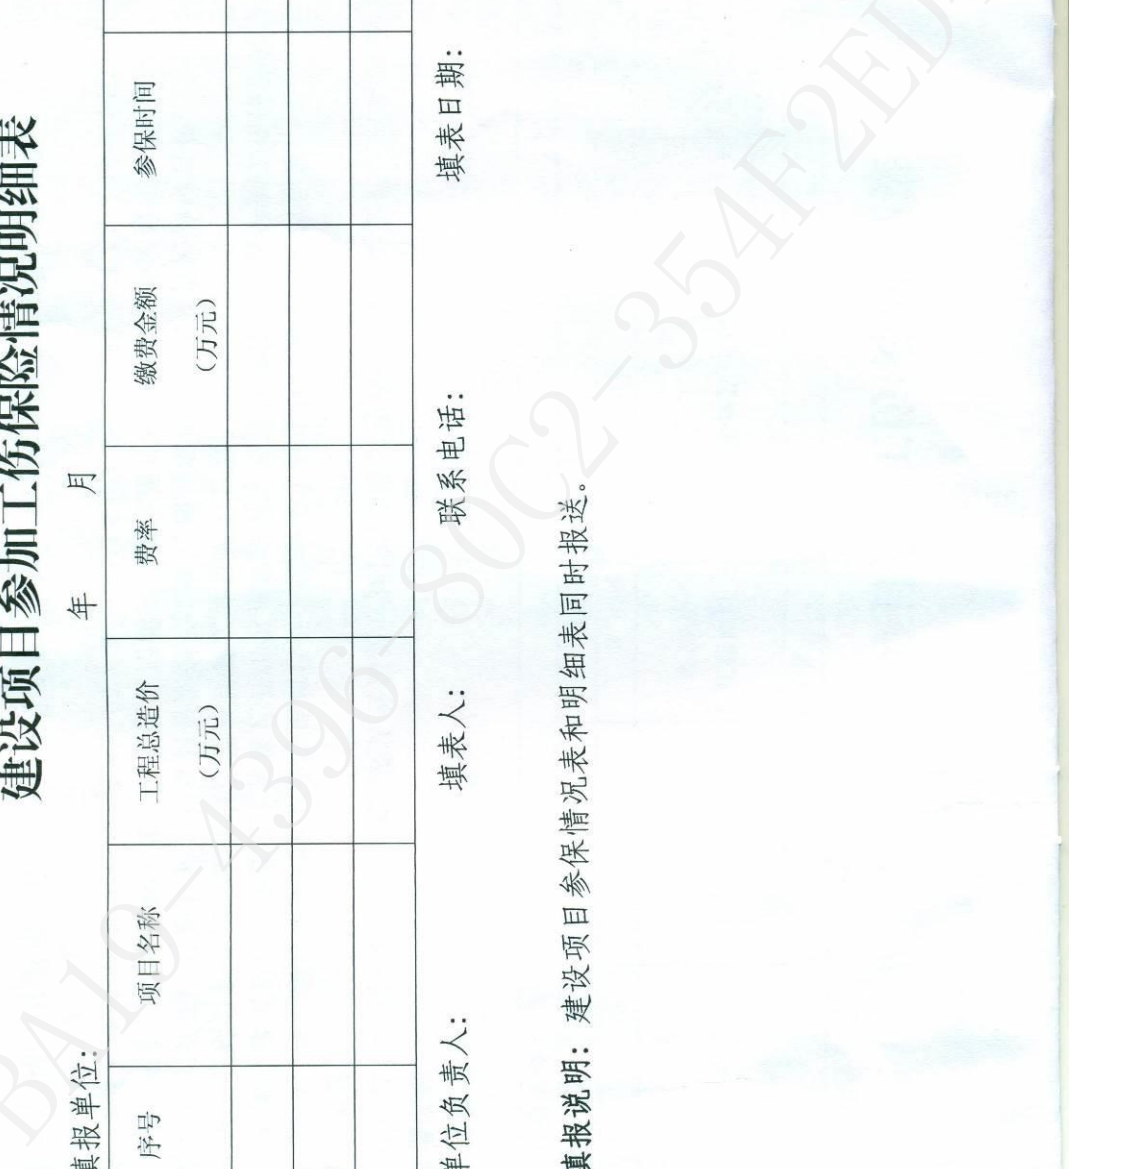 建设项目参加工伤保险情况明细表
年 月
填报单位:
序号 项目名称 工程总造价(万元) 费率 缴费金额(万元) 参保时间
单位负责人: 填表人: 联系电话: 填表日期:
填报说明: 建设项目参保情况表和明细表同时报送。
BA19-4396-80C2-354F2ED